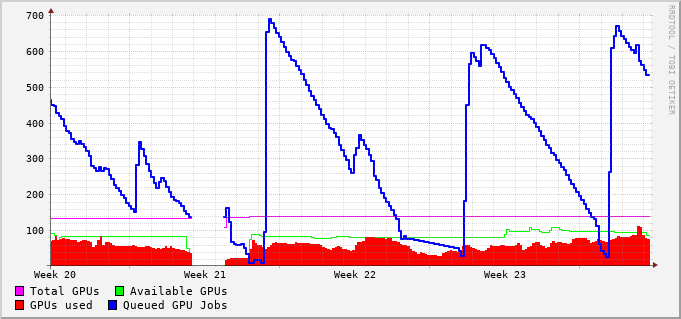 700
600
500
400
300
200
100
Week 20 Week 21 Week 22 Week 23
Total GPUs Available GPUs
GPUs used Queued GPU Jobs
RRDTOOL / TOBI OETIKER